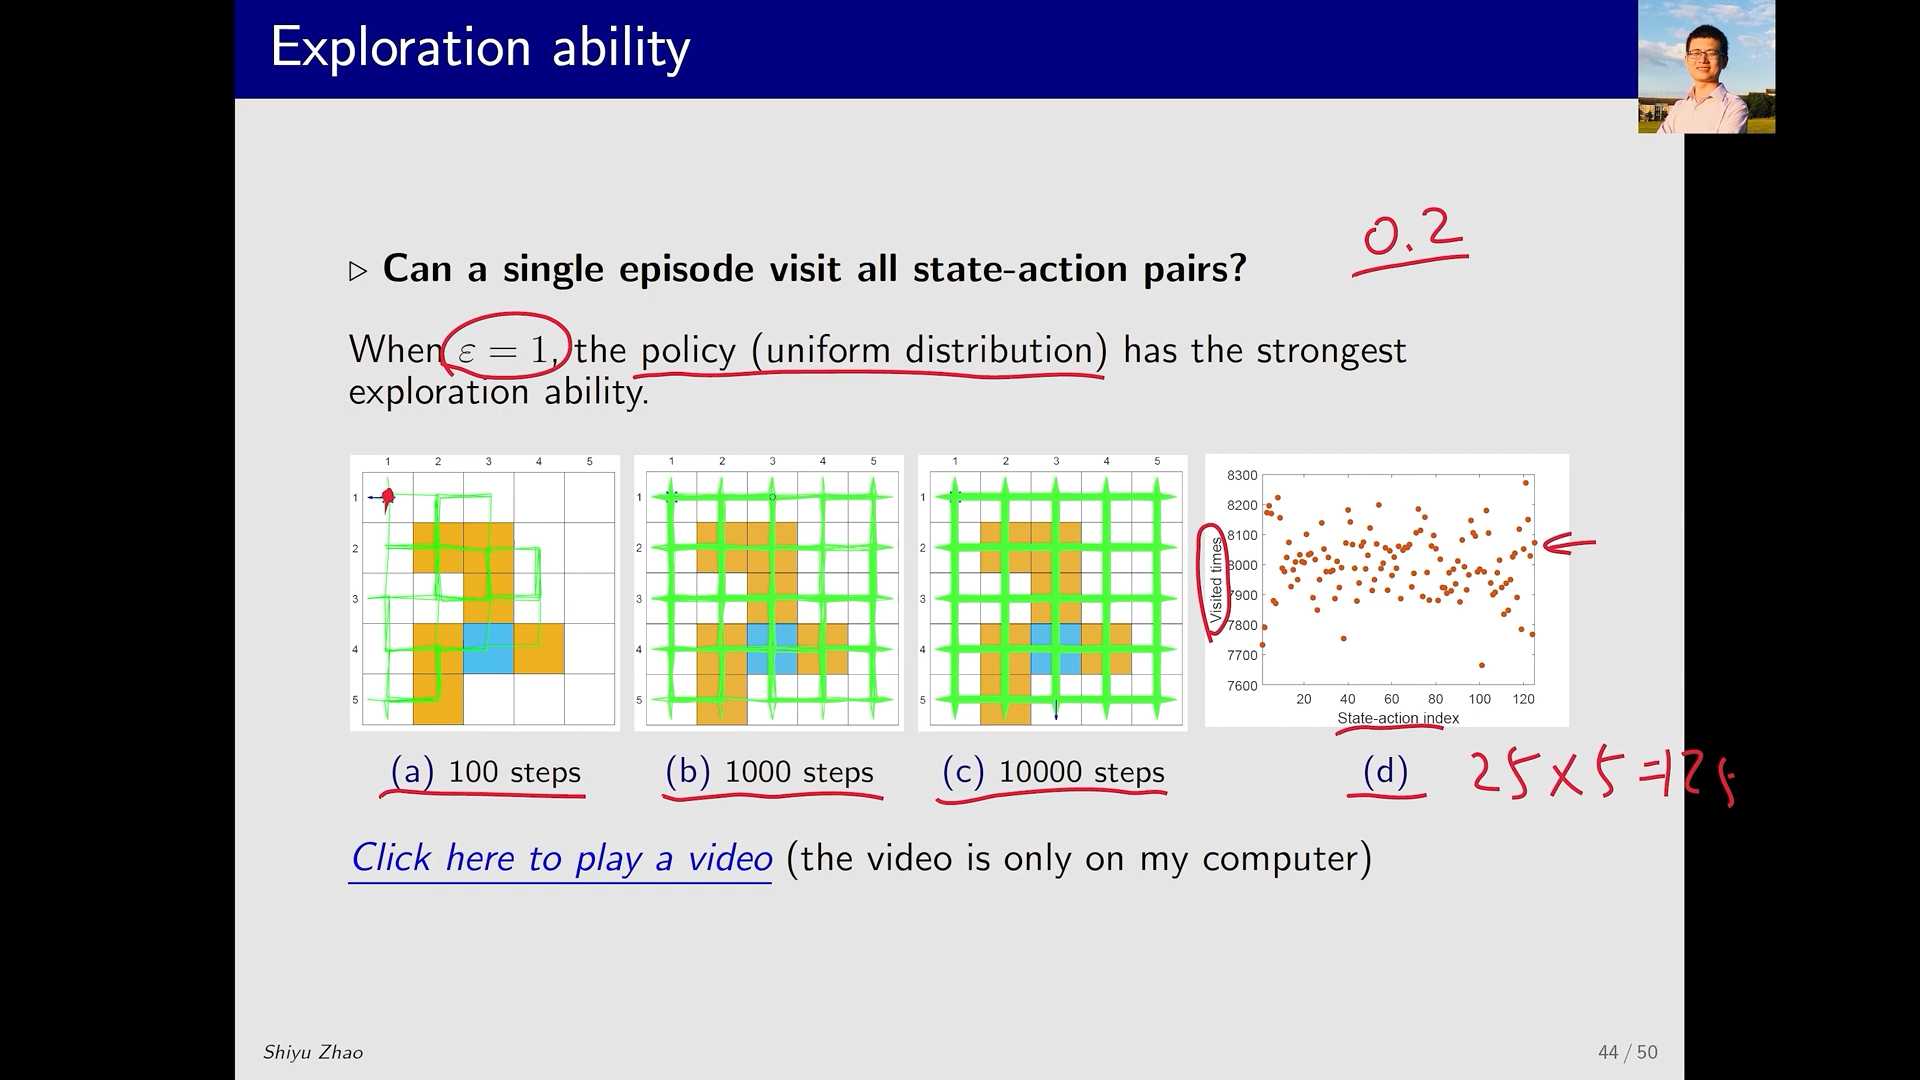 Exploration ability
0.2
▷ Can a single episode visit all state-action pairs?
When ε = 1, the policy (uniform distribution) has the strongest
exploration ability.
1 2 3 4 5
1
2
3
4
5
1 2 3 4 5
1
2
3
4
5
1 2 3 4 5
1
2
3
4
5
Visited times
8300
8200
8100
8000
7900
7800
7700
7600
20 40 60 80 100 120
State-action index
(a) 100 steps
(b) 1000 steps
(c) 10000 steps
(d)
25×5=125
Click here to play a video (the video is only on my computer)
Shiyu Zhao
44 / 50